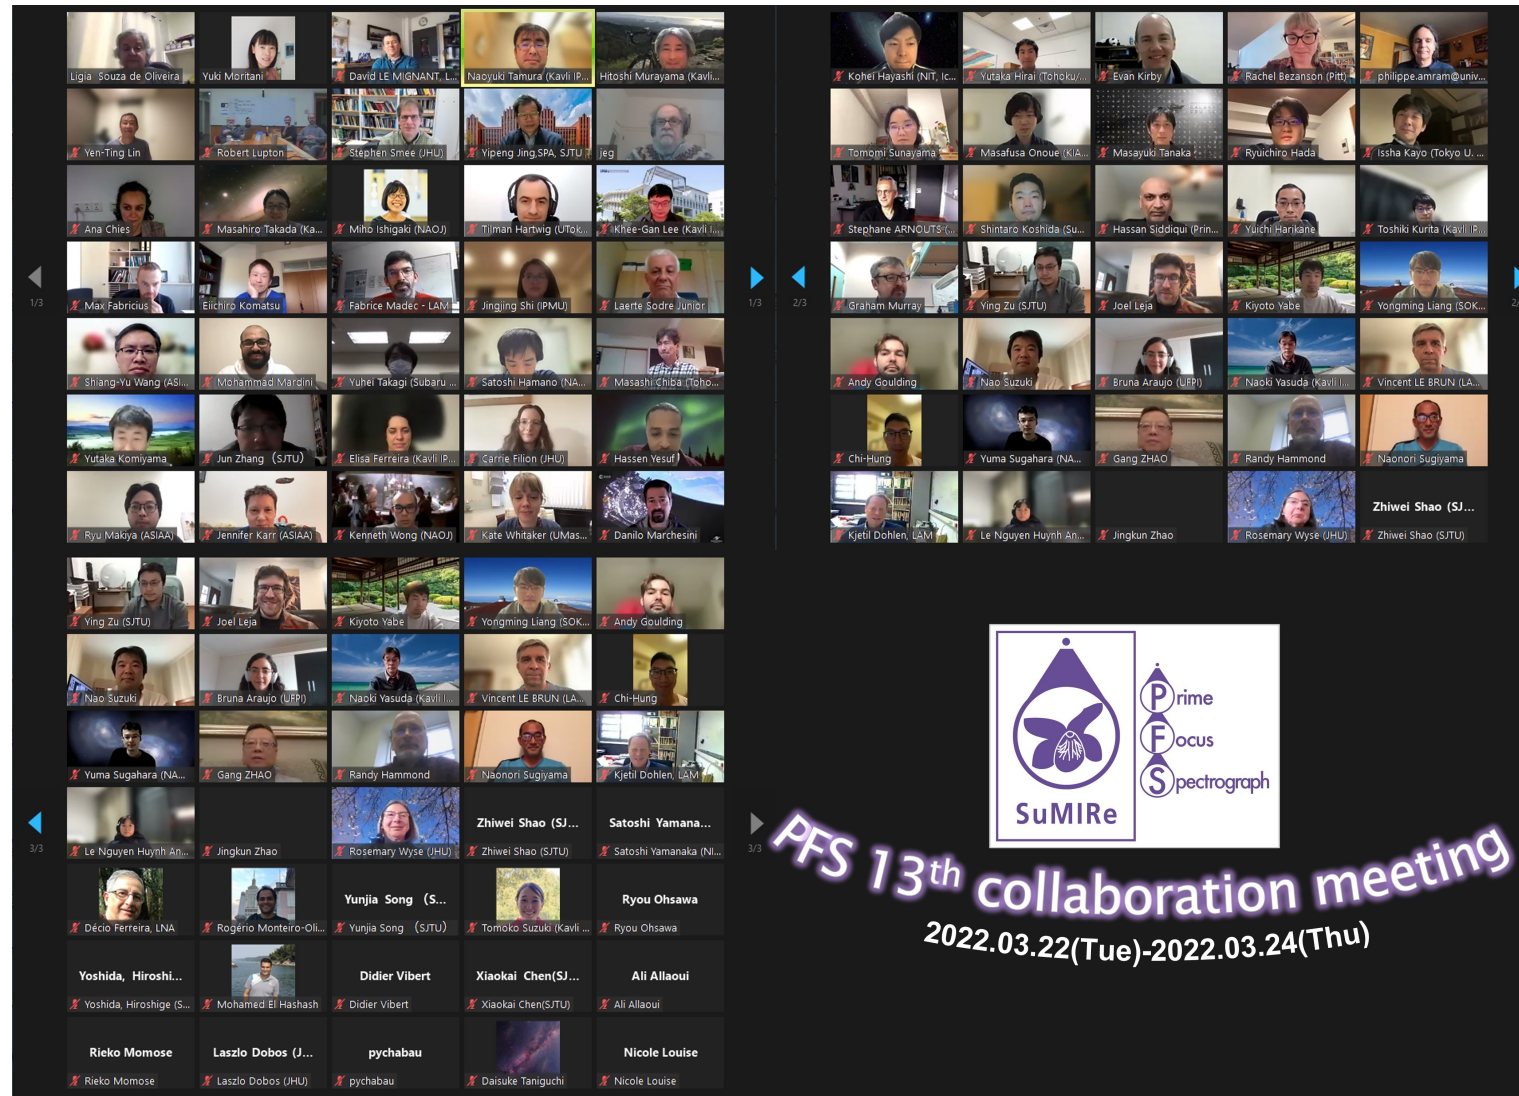 Ligia Souza de Oliveira
Yuki Moritani
David LE MIGNANT, L...
Naoyuki Tamura (Kavli IP...
Hitoshi Murayama (Kavli...
Yen-Ting Lin
Robert Lupton
Stephen Smee (JHU)
Yipeng Jing,SPA, SJTU
jeg
Ana Chies
Masahiro Takada (Ka...
Miho Ishigaki (NAOJ)
Tilman Hartwig (UTok...
Khee-Gan Lee (Kavli I...
Max Fabricius
Eiichiro Komatsu
Fabrice Madec - LAM
Jingjing Shi (IPMU)
Laerte Sodre Junior
1/3
1/3
Shiang-Yu Wang (ASI...
Mohammad Mardini
Yuhei Takagi (Subaru ...
Satoshi Hamano (NA...
Masashi Chiba (Toho...
Yutaka Komiyama
Jun Zhang （SJTU）
Elisa Ferreira (Kavli IP...
Carrie Filion (JHU)
Hassen Yesuf
Ryu Makiya (ASIAA)
Jennifer Karr (ASIAA)
Kenneth Wong (NAOJ)
Kate Whitaker (UMas...
Danilo Marchesini
Kohei Hayashi (NIT, Ic...
Yutaka Hirai (Tohoku/...
Evan Kirby
Rachel Bezanson (Pitt)
philippe.amram@univ...
Tomomi Sunayama
Masafusa Onoue (KIA...
Masayuki Tanaka
Ryuichiro Hada
Issha Kayo (Tokyo U. ...
Stephane ARNOUTS (...
Shintaro Koshida (Su...
Hassan Siddiqui (Prin...
Yuichi Harikane
Toshiki Kurita (Kavli IP...
Graham Murray
Ying Zu (SJTU)
Joel Leja
Kiyoto Yabe
Yongming Liang (SOK...
2/3
2/
Andy Goulding
Nao Suzuki
Bruna Araujo (UFPI)
Naoki Yasuda (Kavli I...
Vincent LE BRUN (LA...
Chi-Hung
Yuma Sugahara (NA...
Gang ZHAO
Randy Hammond
Naonori Sugiyama
Kjetil Dohlen, LAM
Le Nguyen Huynh An...
Jingkun Zhao
Rosemary Wyse (JHU)
Zhiwei Shao (SJ...
Zhiwei Shao (SJTU)
Ying Zu (SJTU)
Joel Leja
Kiyoto Yabe
Yongming Liang (SOK...
Andy Goulding
Nao Suzuki
Bruna Araujo (UFPI)
Naoki Yasuda (Kavli I...
Vincent LE BRUN (LA...
Chi-Hung
Yuma Sugahara (NA...
Gang ZHAO
Randy Hammond
Naonori Sugiyama
Kjetil Dohlen, LAM
Le Nguyen Huynh An...
Jingkun Zhao
Rosemary Wyse (JHU)
Zhiwei Shao (SJ...
Zhiwei Shao (SJTU)
Satoshi Yamana...
Satoshi Yamanaka (NI...
3/3
3/3
Décio Ferreira, LNA
Rogério Monteiro-Oli...
Yunjia Song （S...
Yunjia Song （SJTU）
Tomoko Suzuki (Kavli ...
Ryou Ohsawa
Ryou Ohsawa
Yoshida, Hiroshi...
Yoshida, Hiroshige (S...
Mohamed El Hashash
Didier Vibert
Didier Vibert
Xiaokai Chen(SJ...
Xiaokai Chen(SJTU)
Ali Allaoui
Ali Allaoui
Rieko Momose
Rieko Momose
Laszlo Dobos (J...
Laszlo Dobos (JHU)
pychabau
pychabau
Daisuke Taniguchi
Nicole Louise
Nicole Louise
SuMIRe
Prime
Focus
Spectrograph
PFS 13th collaboration meeting
2022.03.22(Tue)-2022.03.24(Thu)